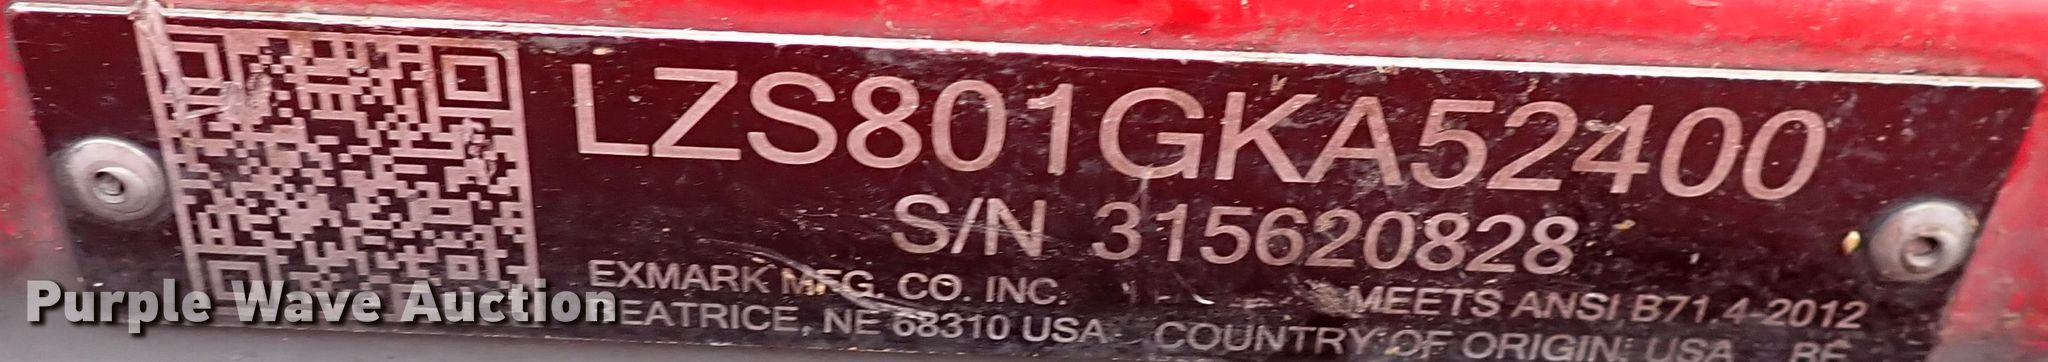 LZS801GKA52400
S/N 315620828
EXMARK MFG. CO. INC.
MEETS ANSI B71.4-2012
BEATRICE, NE 68310 USA
COUNTRY OF ORIGIN: USA
BE
Purple Wave Auction